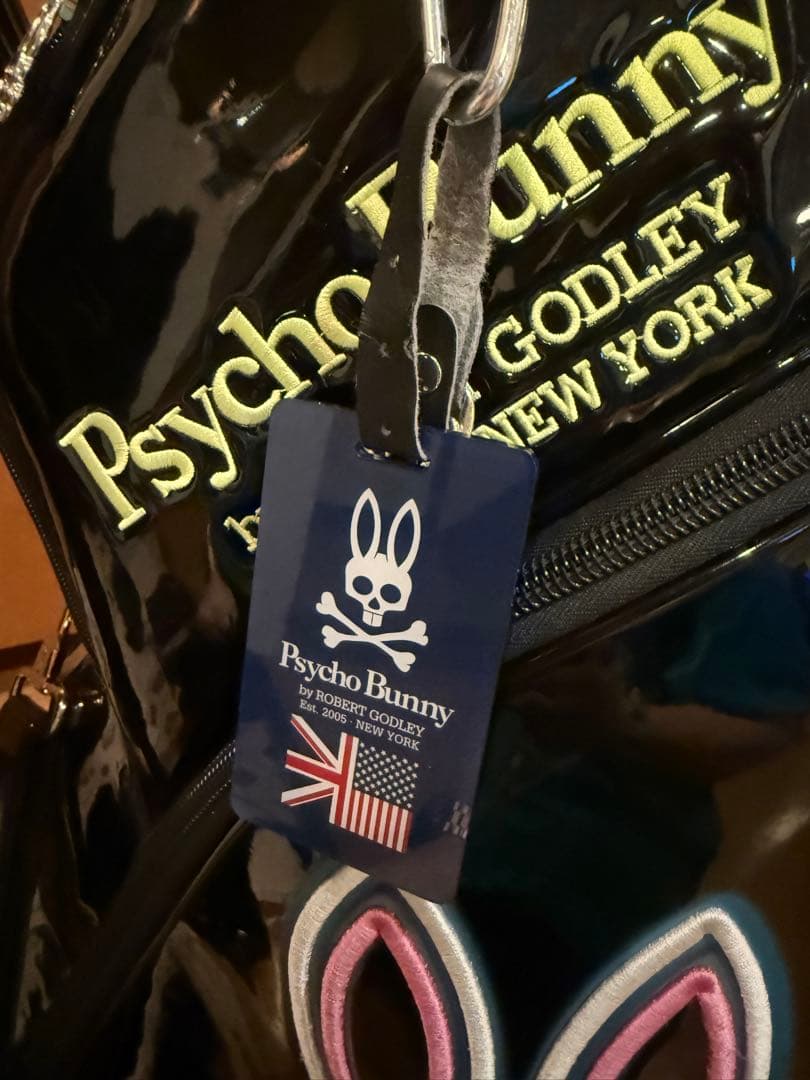 Psycho Bunny
GODLEY
NEW YORK
Psycho Bunny
by ROBERT GODLEY
Est. 2005 · NEW YORK